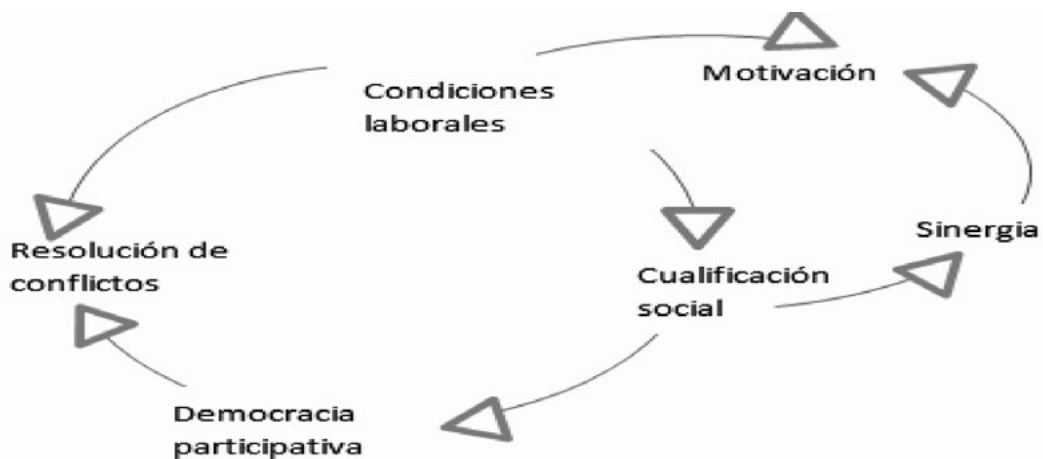 Motivación
Condiciones
laborales
Sinergia
Resolución de
conflictos
Cualificación
social
Democracia
participativa